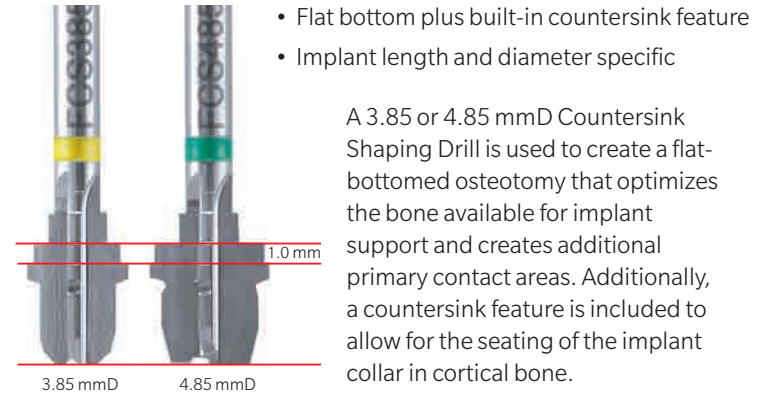 • Flat bottom plus built-in countersink feature
• Implant length and diameter specific
A 3.85 or 4.85 mmD Countersink
Shaping Drill is used to create a flat-
bottomed osteotomy that optimizes
the bone available for implant
support and creates additional
primary contact areas. Additionally,
a countersink feature is included to
allow for the seating of the implant
collar in cortical bone.
FCS38
FCS48
1.0 mm
3.85 mmD
4.85 mmD